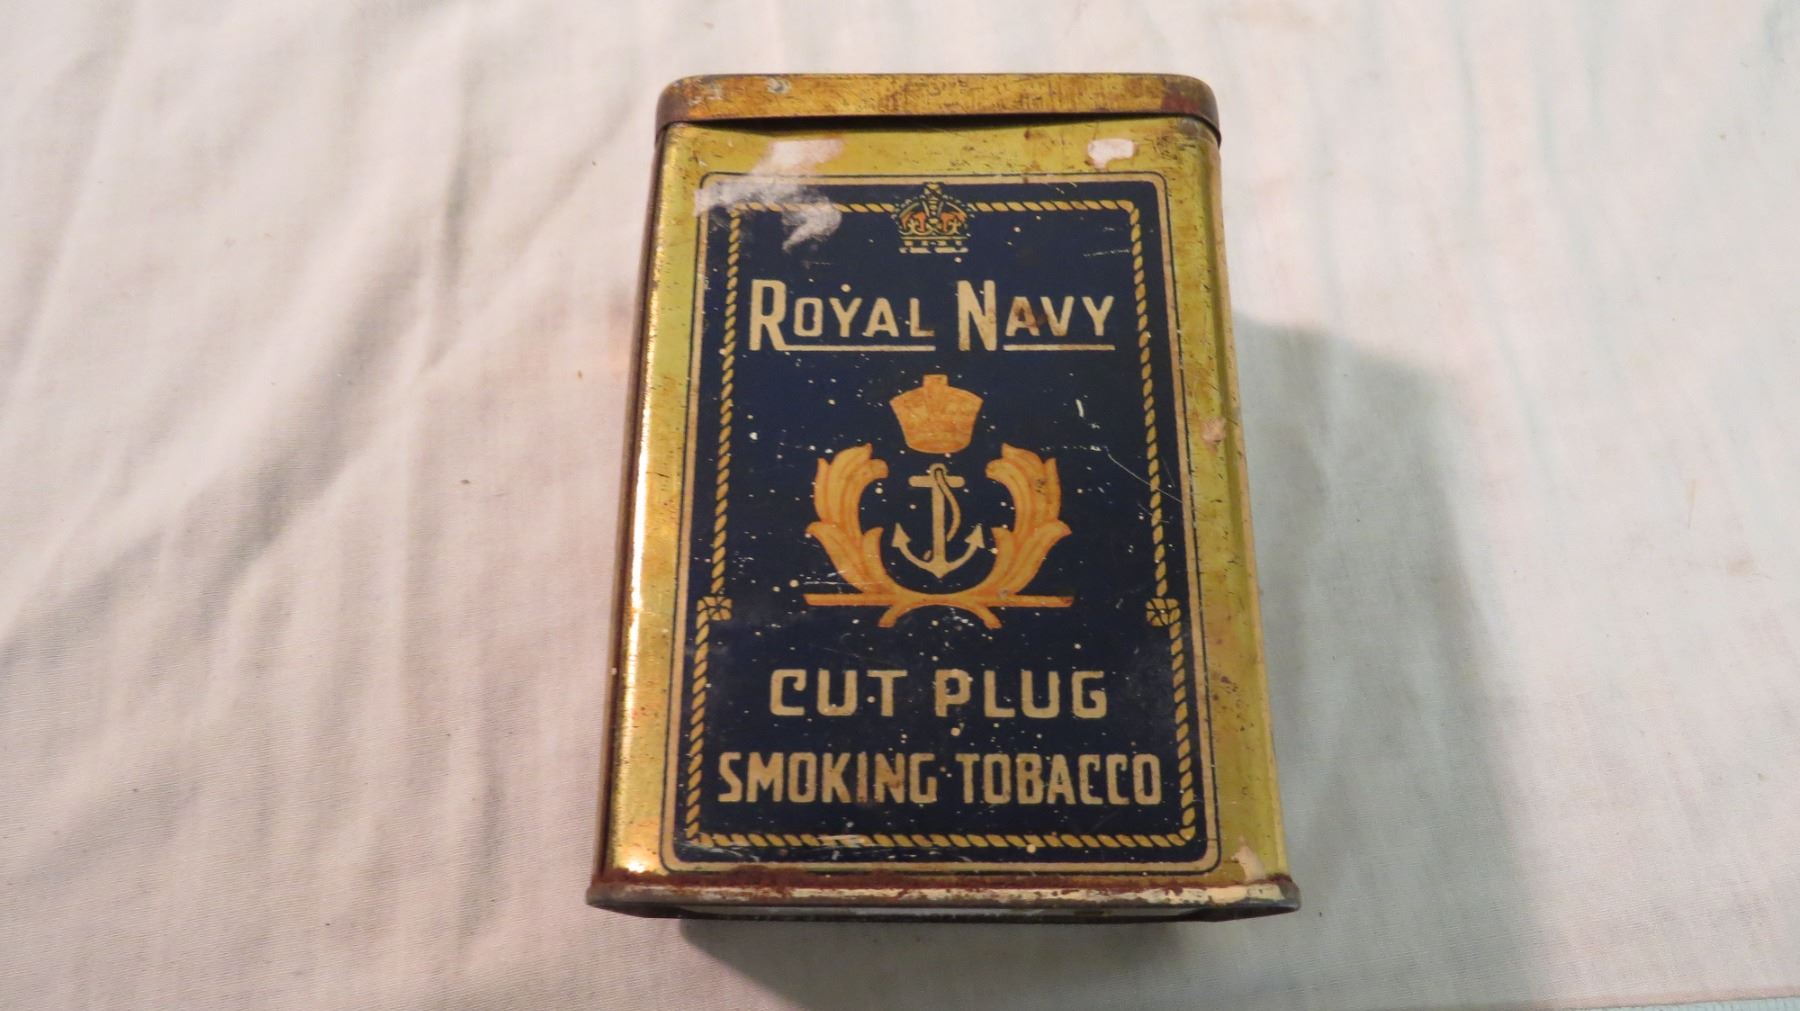 ROYAL NAVY
CUT PLUG
SMOKING TOBACCO